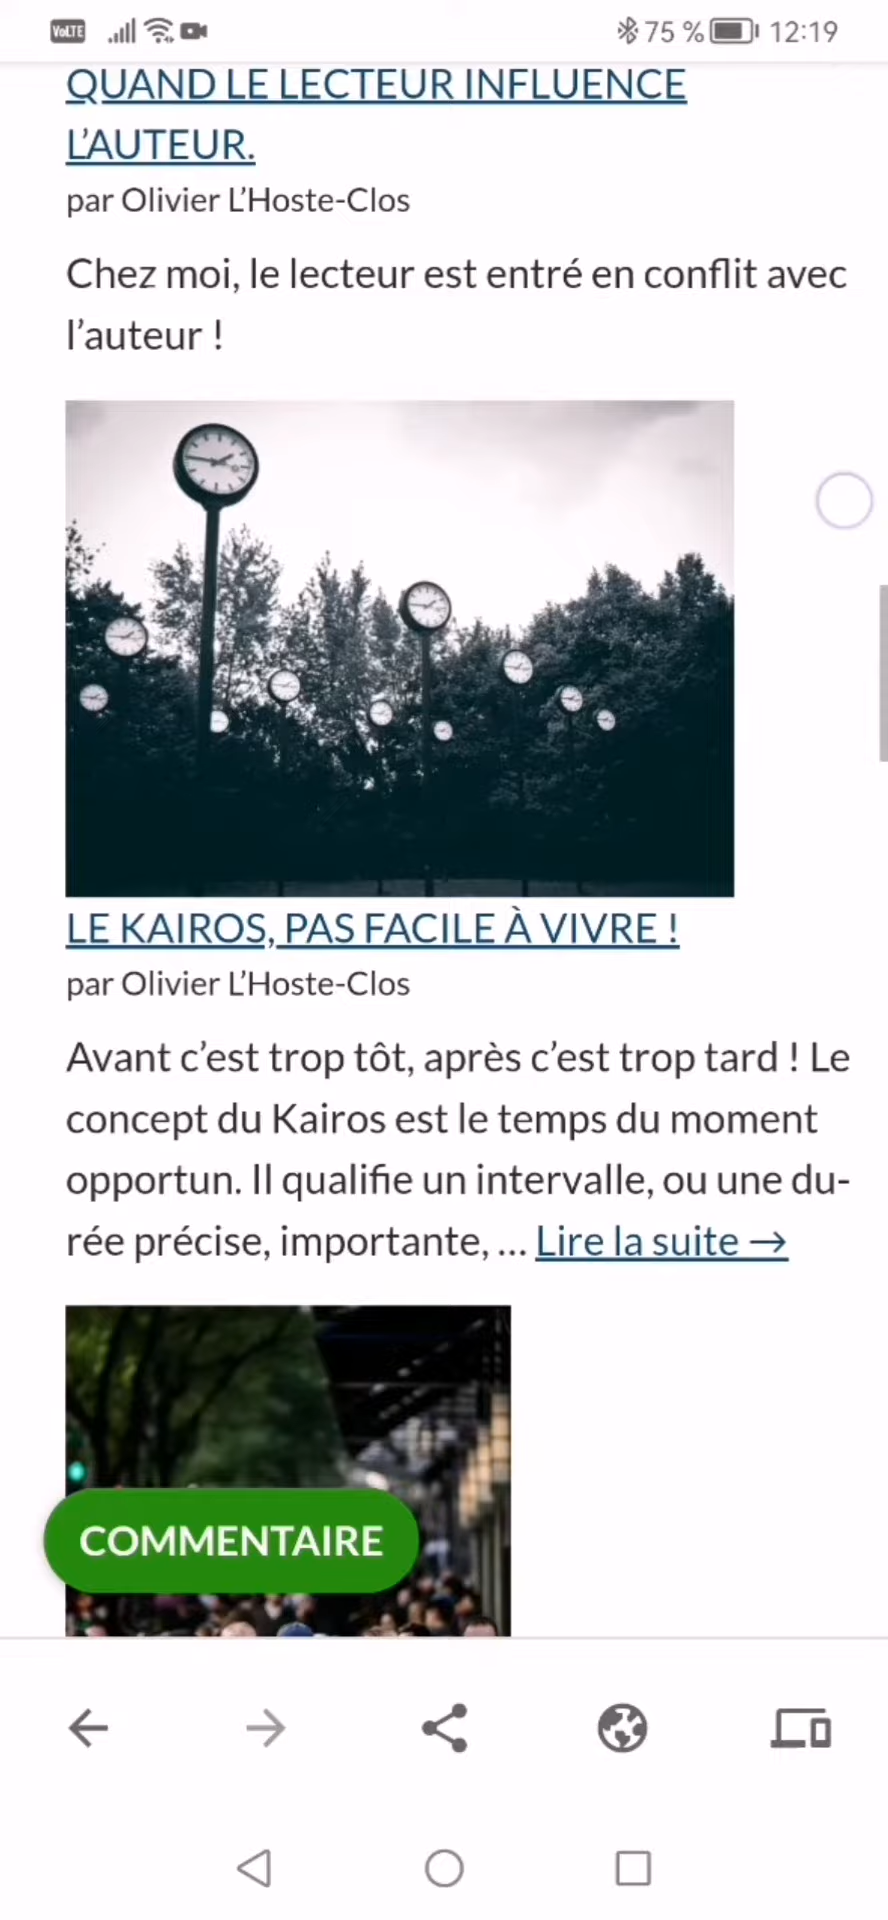 VoLTE 75 % 12:19
QUAND LE LECTEUR INFLUENCE
L’AUTEUR.
par Olivier L’Hoste-Clos
Chez moi, le lecteur est entré en conflit avec
l’auteur !
LE KAIROS, PAS FACILE À VIVRE !
par Olivier L’Hoste-Clos
Avant c’est trop tôt, après c’est trop tard ! Le
concept du Kairos est le temps du moment
opportun. Il qualifie un intervalle, ou une du-
rée précise, importante, … Lire la suite →
COMMENTAIRE